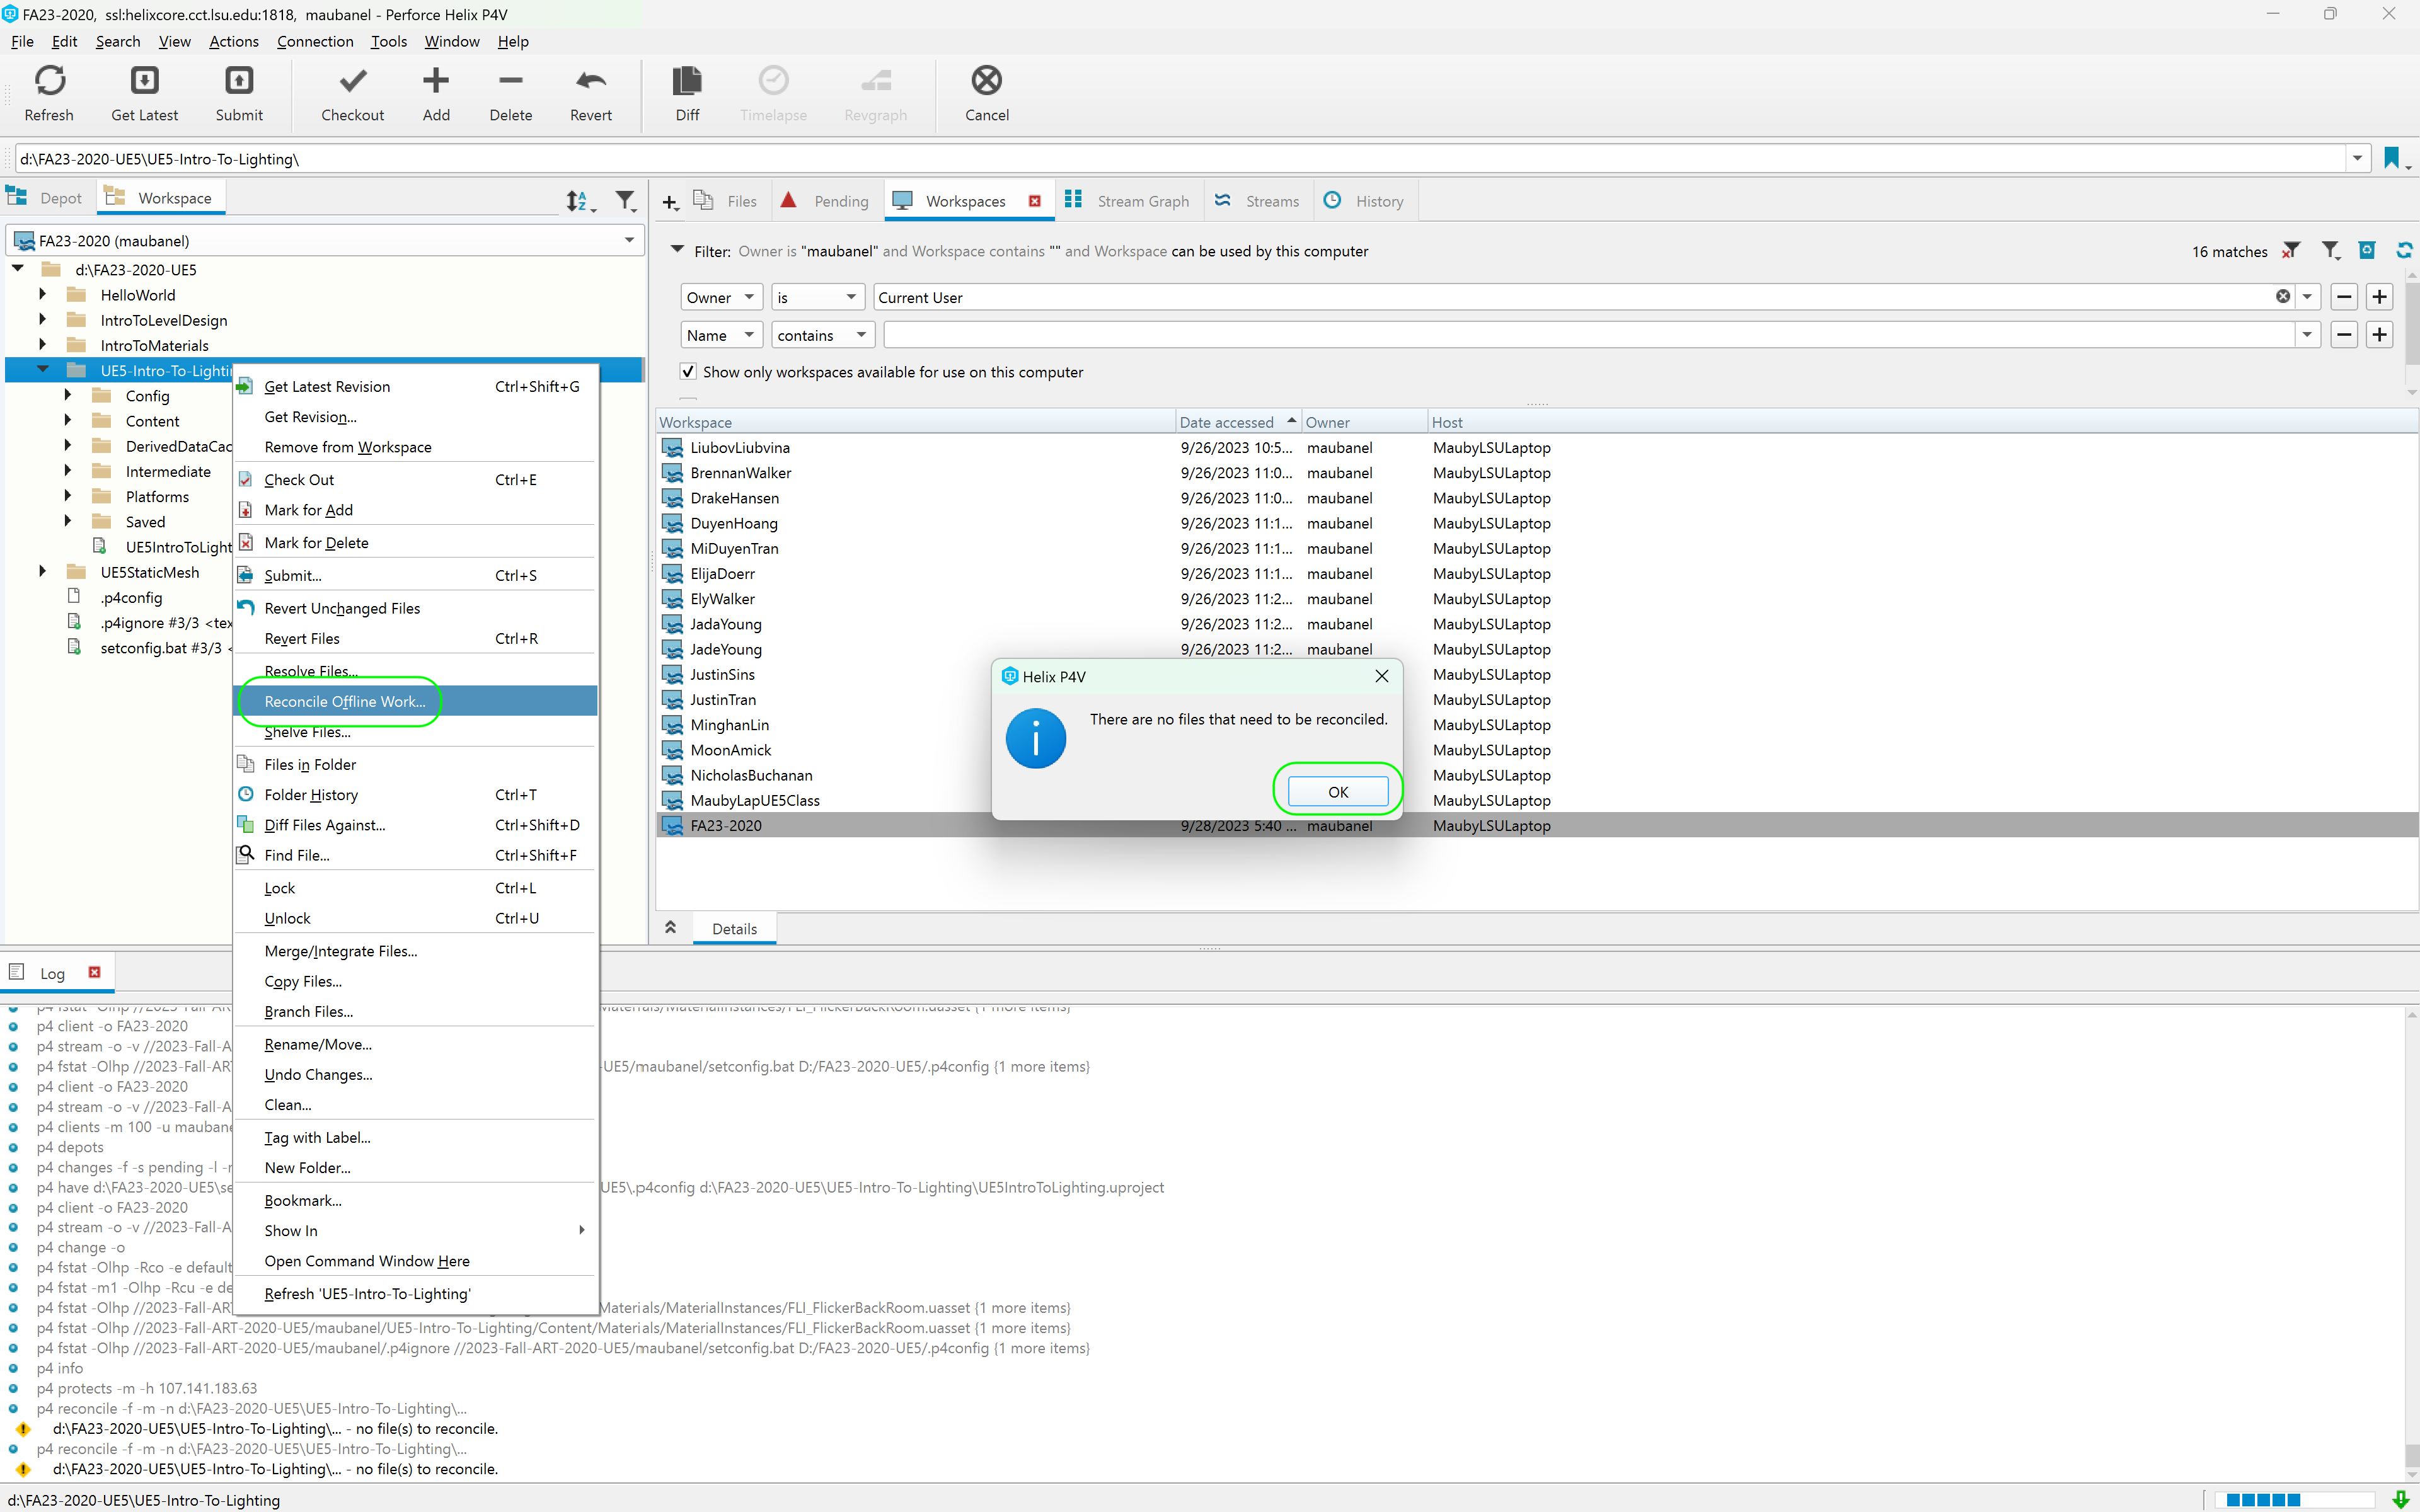 FA23-2020, ssl:helixcore.cct.lsu.edu:1818, maubanel - Perforce Helix P4V
File Edit Search View Actions Connection Tools Window Help
Refresh Get Latest Submit Checkout Add Delete Revert Diff Timelapse Revgraph Cancel
d:\FA23-2020-UE5\UE5-Intro-To-Lighting\
Depot Workspace
FA23-2020 (maubanel)
d:\FA23-2020-UE5
HelloWorld
IntroToLevelDesign
IntroToMaterials
UE5-Intro-To-Lightin
Config
Content
DerivedDataCac
Intermediate
Platforms
Saved
UE5IntroToLight
UE5StaticMesh
.p4config
.p4ignore #3/3 <tex
setconfig.bat #3/3 <
Get Latest Revision Ctrl+Shift+G
Get Revision...
Remove from Workspace
Check Out Ctrl+E
Mark for Add
Mark for Delete
Submit... Ctrl+S
Revert Unchanged Files
Revert Files Ctrl+R
Resolve Files...
Reconcile Offline Work...
Shelve Files...
Files in Folder
Folder History Ctrl+T
Diff Files Against... Ctrl+Shift+D
Find File... Ctrl+Shift+F
Lock Ctrl+L
Unlock Ctrl+U
Merge/Integrate Files...
Copy Files...
Branch Files...
Rename/Move...
Undo Changes...
Clean...
Tag with Label...
New Folder...
Bookmark...
Show In
Open Command Window Here
Refresh 'UE5-Intro-To-Lighting'
Files Pending Workspaces Stream Graph Streams History
Filter: Owner is "maubanel" and Workspace contains "" and Workspace can be used by this computer 16 matches
Owner is Current User
Name contains
Show only workspaces available for use on this computer
Workspace Date accessed Owner Host
LiubovLiubvina 9/26/2023 10:5... maubanel MaubyLSULaptop
BrennanWalker 9/26/2023 11:0... maubanel MaubyLSULaptop
DrakeHansen 9/26/2023 11:0... maubanel MaubyLSULaptop
DuyenHoang 9/26/2023 11:1... maubanel MaubyLSULaptop
MiDuyenTran 9/26/2023 11:1... maubanel MaubyLSULaptop
ElijaDoerr 9/26/2023 11:1... maubanel MaubyLSULaptop
ElyWalker 9/26/2023 11:2... maubanel MaubyLSULaptop
JadaYoung 9/26/2023 11:2... maubanel MaubyLSULaptop
JadeYoung 9/26/2023 11:2... maubanel MaubyLSULaptop
JustinSins MaubyLSULaptop
JustinTran MaubyLSULaptop
MinghanLin MaubyLSULaptop
MoonAmick MaubyLSULaptop
NicholasBuchanan MaubyLSULaptop
MaubyLapUE5Class MaubyLSULaptop
FA23-2020 9/28/2023 5:40 ... maubanel MaubyLSULaptop
Helix P4V
There are no files that need to be reconciled.
OK
Details
Log
p4 fstat -Olhp //2023-Fall-AR Materials/MaterialInstances/FLI_FlickerBackRoom.uasset {1 more items}
p4 client -o FA23-2020
p4 stream -o -v //2023-Fall-A
p4 fstat -Olhp //2023-Fall-AR -UE5/maubanel/setconfig.bat D:/FA23-2020-UE5/.p4config {1 more items}
p4 client -o FA23-2020
p4 stream -o -v //2023-Fall-A
p4 clients -m 100 -u maubane
p4 depots
p4 changes -f -s pending -l -r
p4 have d:\FA23-2020-UE5\se UE5\.p4config d:\FA23-2020-UE5\UE5-Intro-To-Lighting\UE5IntroToLighting.uproject
p4 client -o FA23-2020
p4 stream -o -v //2023-Fall-A
p4 change -o
p4 fstat -Olhp -Rco -e default
p4 fstat -m1 -Olhp -Rcu -e de
p4 fstat -Olhp //2023-Fall-AR Materials/MaterialInstances/FLI_FlickerBackRoom.uasset {1 more items}
p4 fstat -Olhp //2023-Fall-ART-2020-UE5/maubanel/UE5-Intro-To-Lighting/Content/Materials/MaterialInstances/FLI_FlickerBackRoom.uasset {1 more items}
p4 fstat -Olhp //2023-Fall-ART-2020-UE5/maubanel/.p4ignore //2023-Fall-ART-2020-UE5/maubanel/setconfig.bat D:/FA23-2020-UE5/.p4config {1 more items}
p4 info
p4 protects -m -h 107.141.183.63
p4 reconcile -f -m -n d:\FA23-2020-UE5\UE5-Intro-To-Lighting\...
d:\FA23-2020-UE5\UE5-Intro-To-Lighting\... - no file(s) to reconcile.
p4 reconcile -f -m -n d:\FA23-2020-UE5\UE5-Intro-To-Lighting\...
d:\FA23-2020-UE5\UE5-Intro-To-Lighting\... - no file(s) to reconcile.
d:\FA23-2020-UE5\UE5-Intro-To-Lighting